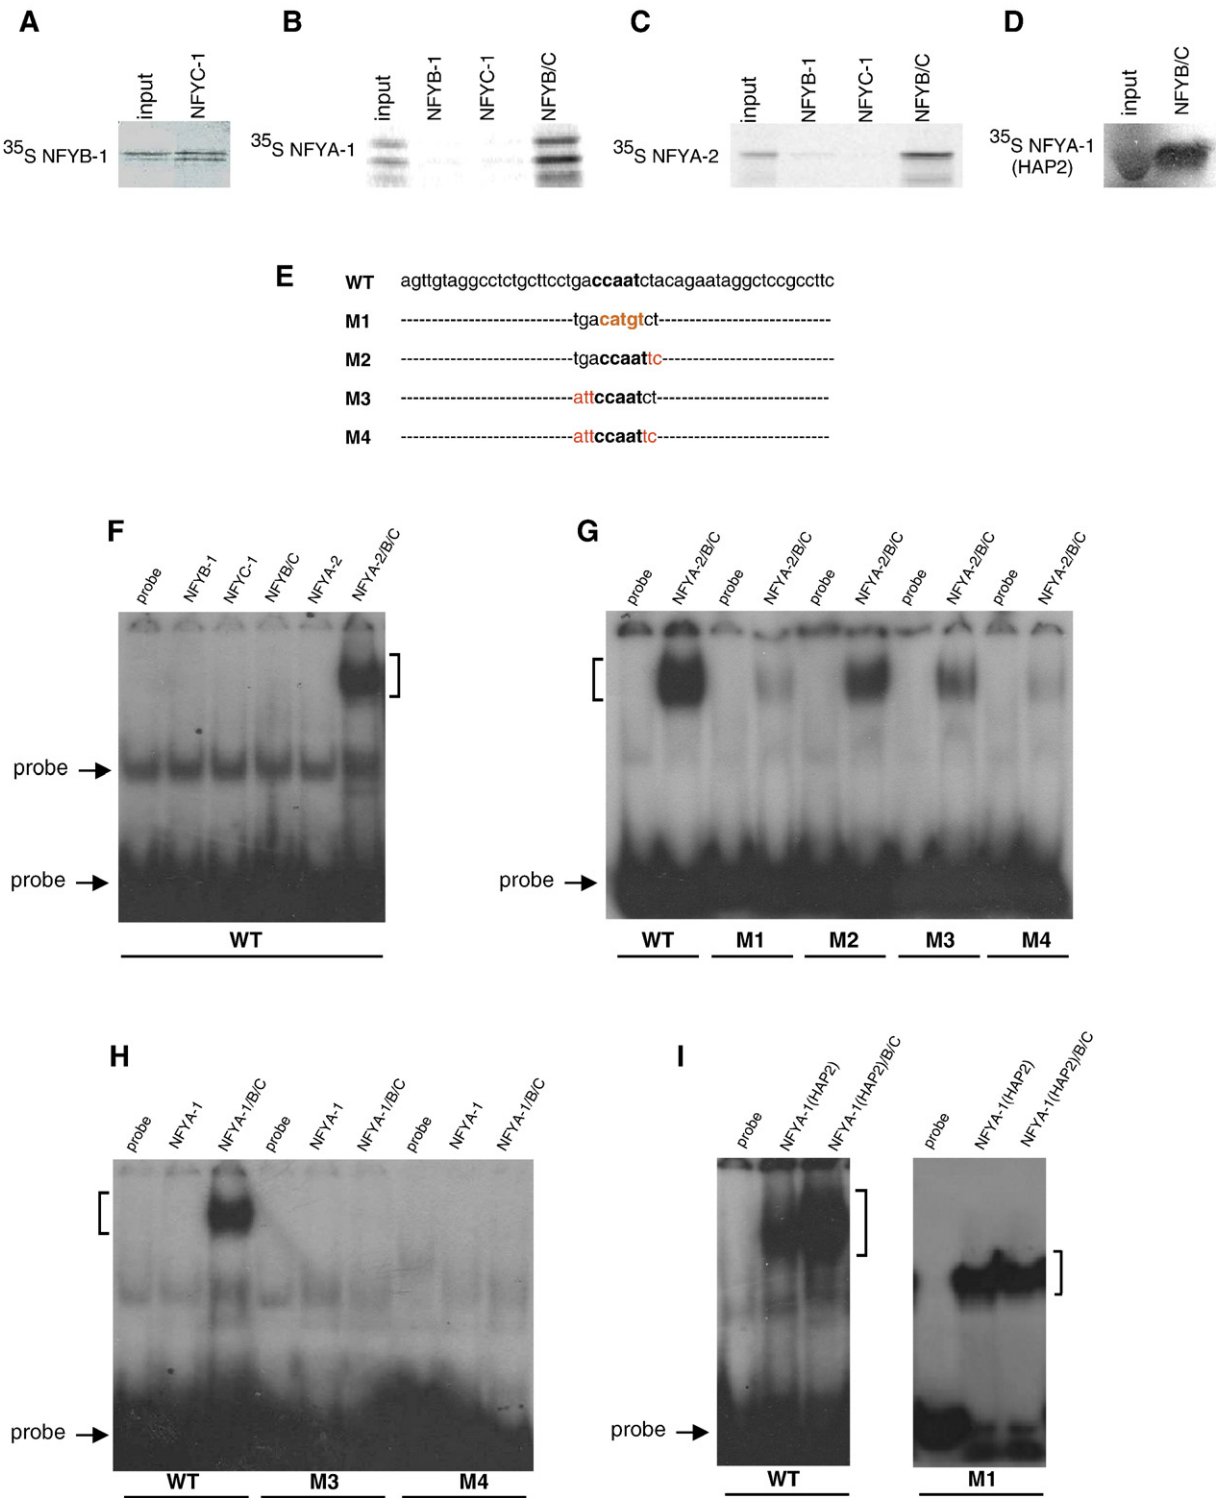 A
B
C
D
input
NFYC-1
35S NFYB-1
input
NFYB-1
NFYC-1
NFYB/C
35S NFYA-1
input
NFYB-1
NFYC-1
NFYB/C
35S NFYA-2
input
NFYB/C
35S NFYA-1
(HAP2)
E
WT agttgtaggcctctgcttcctgaccaatctacagaataggctccgccttc
M1 ----------------------------tgacatgtct----------------------------
M2 ----------------------------tgaccaattc----------------------------
M3 ----------------------------attccaatct----------------------------
M4 ----------------------------attccaattc----------------------------
F
probe
NFYB-1
NFYC-1
NFYB/C
NFYA-2
NFYA-2/B/C
probe
probe
WT
G
probe
NFYA-2/B/C
probe
NFYA-2/B/C
probe
NFYA-2/B/C
probe
NFYA-2/B/C
probe
NFYA-2/B/C
probe
WT M1 M2 M3 M4
H
probe
NFYA-1
NFYA-1/B/C
probe
NFYA-1
NFYA-1/B/C
probe
NFYA-1
NFYA-1/B/C
probe
WT M3 M4
I
probe
NFYA-1(HAP2)
NFYA-1(HAP2)/B/C
probe
NFYA-1(HAP2)
NFYA-1(HAP2)/B/C
probe
WT M1